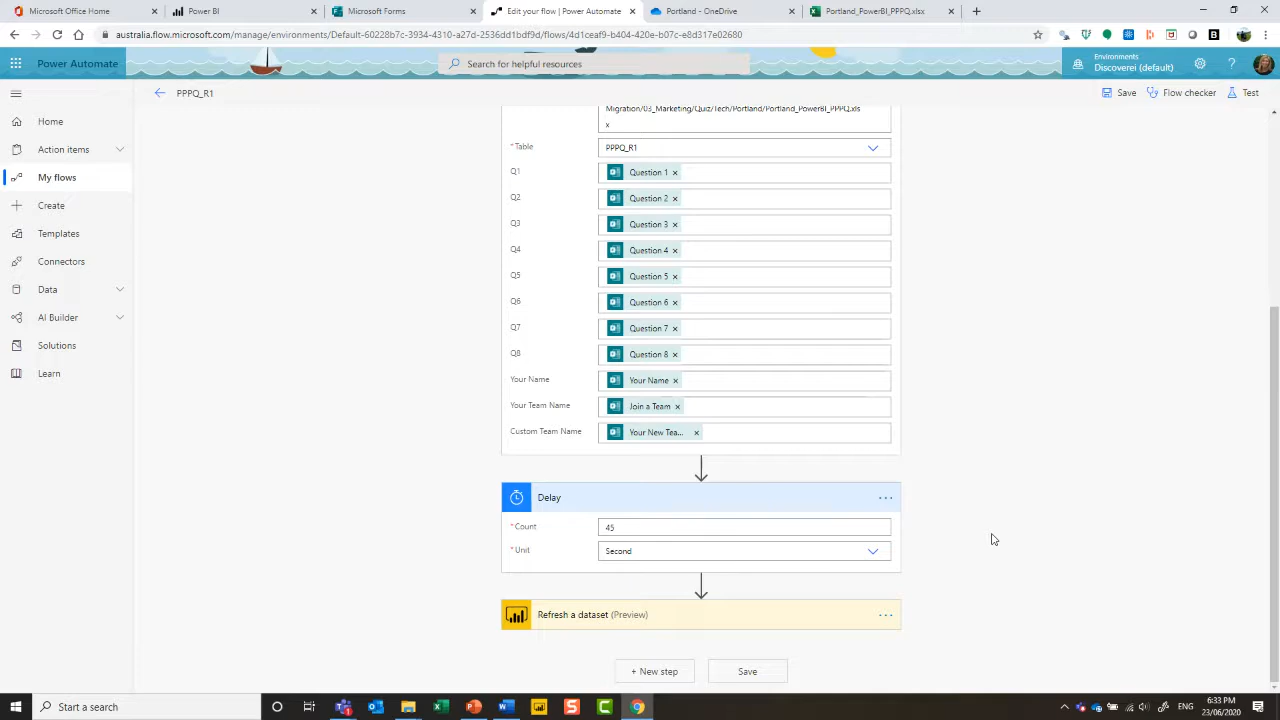 Microsoft Office Home
Power BI
Microsoft Forms
Edit your flow | Power Automate
Portland - OneDrive
Portland_PowerBI_PPPQ.xlsx
australia.flow.microsoft.com/manage/environments/Default-60228b7c-3934-4310-a27d-2536dd1bdf9d/flows/4d1ceaf9-b404-420e-b07c-e8d317e02680
Power Automate
Search for helpful resources
Environments
Discoverei (default)
PPPQ_R1
Save
Flow checker
Test
Home
Action items
My flows
Create
Templates
Connectors
Data
AI Builder
Solutions
Learn
Migration/03_Marketing/Quiz/Tech/Portland/Portland_PowerBI_PPPQ.xls
x
*Table
PPPQ_R1
Q1
Question 1 ×
Q2
Question 2 ×
Q3
Question 3 ×
Q4
Question 4 ×
Q5
Question 5 ×
Q6
Question 6 ×
Q7
Question 7 ×
Q8
Question 8 ×
Your Name
Your Name ×
Your Team Name
Join a Team ×
Custom Team Name
Your New Tea... ×
Delay
*Count
45
*Unit
Second
Refresh a dataset (Preview)
+ New step
Save
Start a search
ENG
6:33 PM
23/06/2020